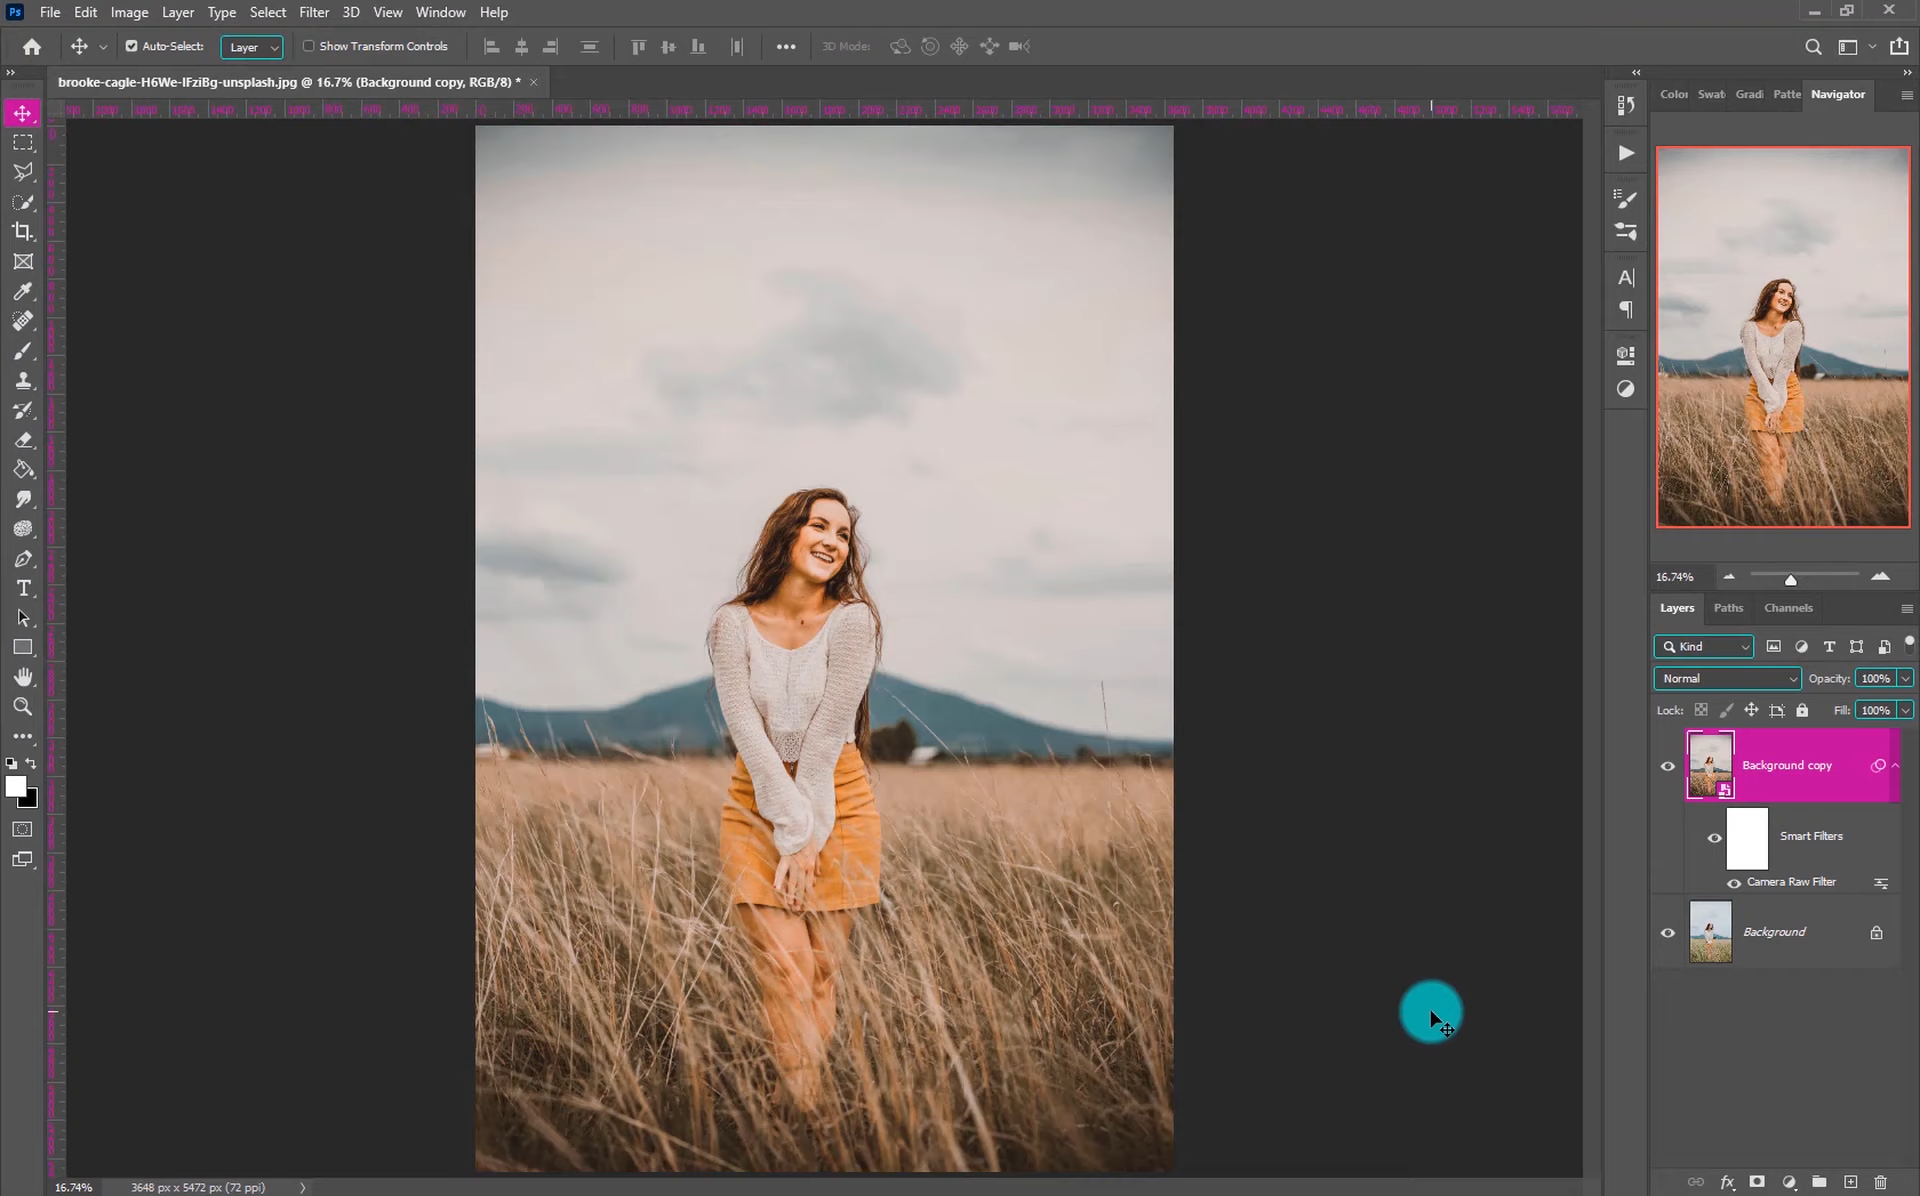 Ps File Edit Image Layer Type Select Filter 3D View Window Help
Auto-Select: Layer Show Transform Controls 3D Mode:
brooke-cagle-H6We-IFziBg-unsplash.jpg @ 16.7% (Background copy, RGB/8) *
Color Swat Gradi Patte Navigator
16.74%
Layers Paths Channels
Kind
Normal Opacity: 100%
Lock: Fill: 100%
Background copy
Smart Filters
Camera Raw Filter
Background
16.74% 3648 px x 5472 px (72 ppi)